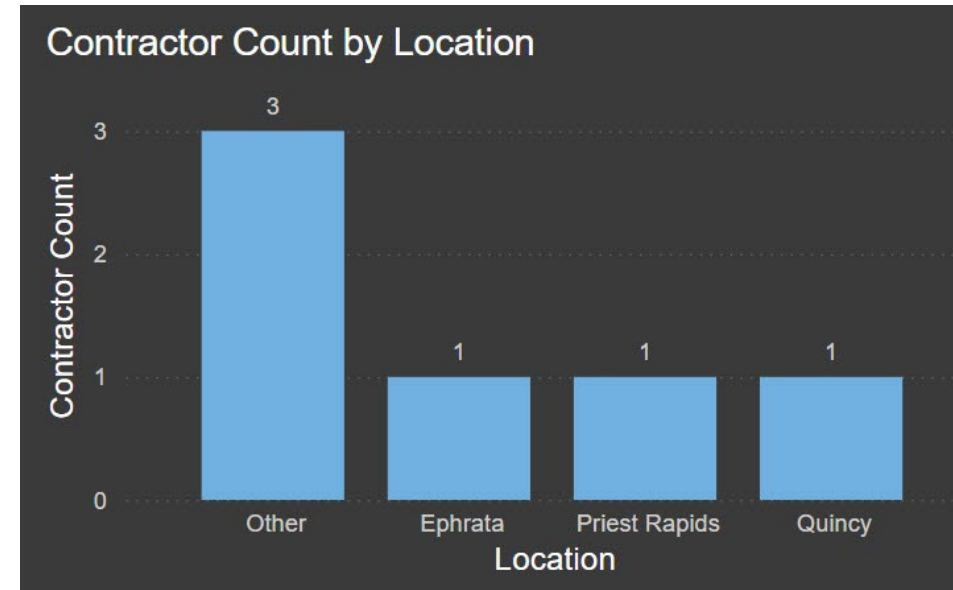 Contractor Count by Location
3
3
Contractor Count
2
1
1
1
1
0
Other
Ephrata
Priest Rapids
Quincy
Location